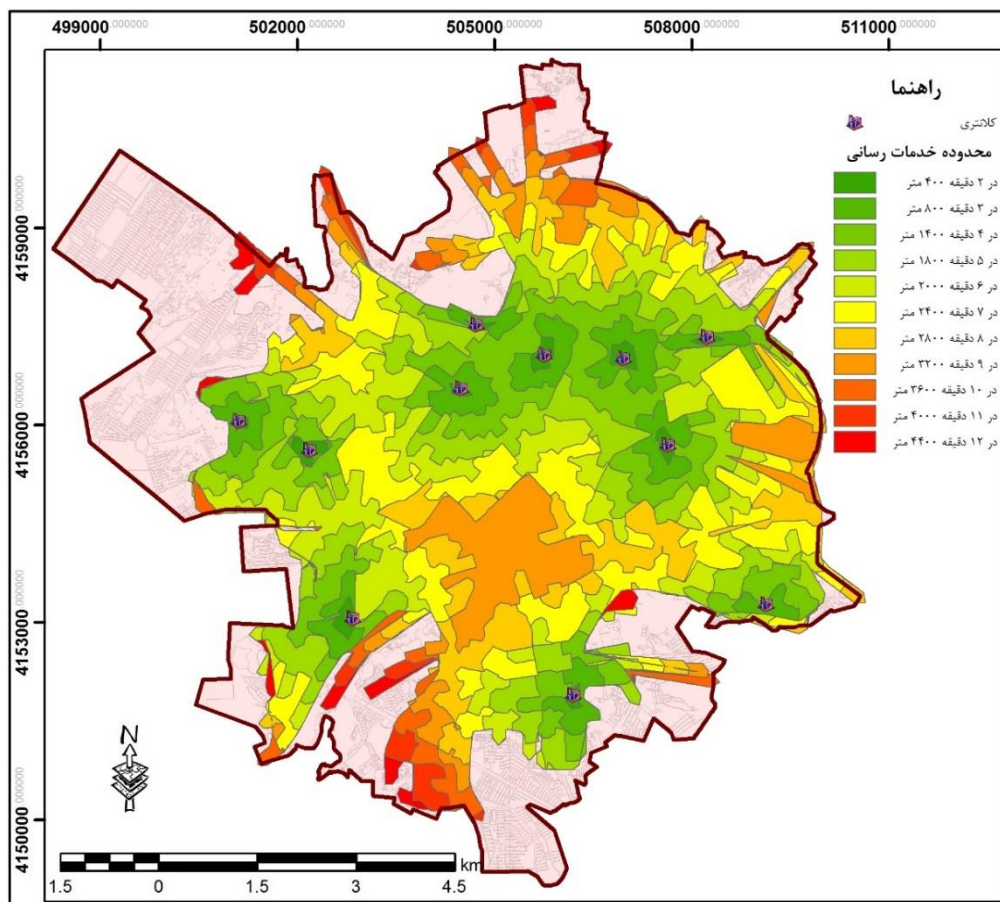 499000.000000 502000.000000 505000.000000 508000.000000 511000.000000
راهنما
کلانتری
محدوده خدمات رسانی
در ۲ دقیقه ۴۰۰ متر
در ۳ دقیقه ۸۰۰ متر
در ۴ دقیقه ۱۴۰۰ متر
در ۵ دقیقه ۱۸۰۰ متر
در ۶ دقیقه ۲۰۰۰ متر
در ۷ دقیقه ۲۴۰۰ متر
در ۸ دقیقه ۲۸۰۰ متر
در ۹ دقیقه ۳۲۰۰ متر
در ۱۰ دقیقه ۳۶۰۰ متر
در ۱۱ دقیقه ۴۰۰۰ متر
در ۱۲ دقیقه ۴۴۰۰ متر
4159000.000000
4156000.000000
4153000.000000
4150000.000000
N
km
1.5 0 1.5 3 4.5